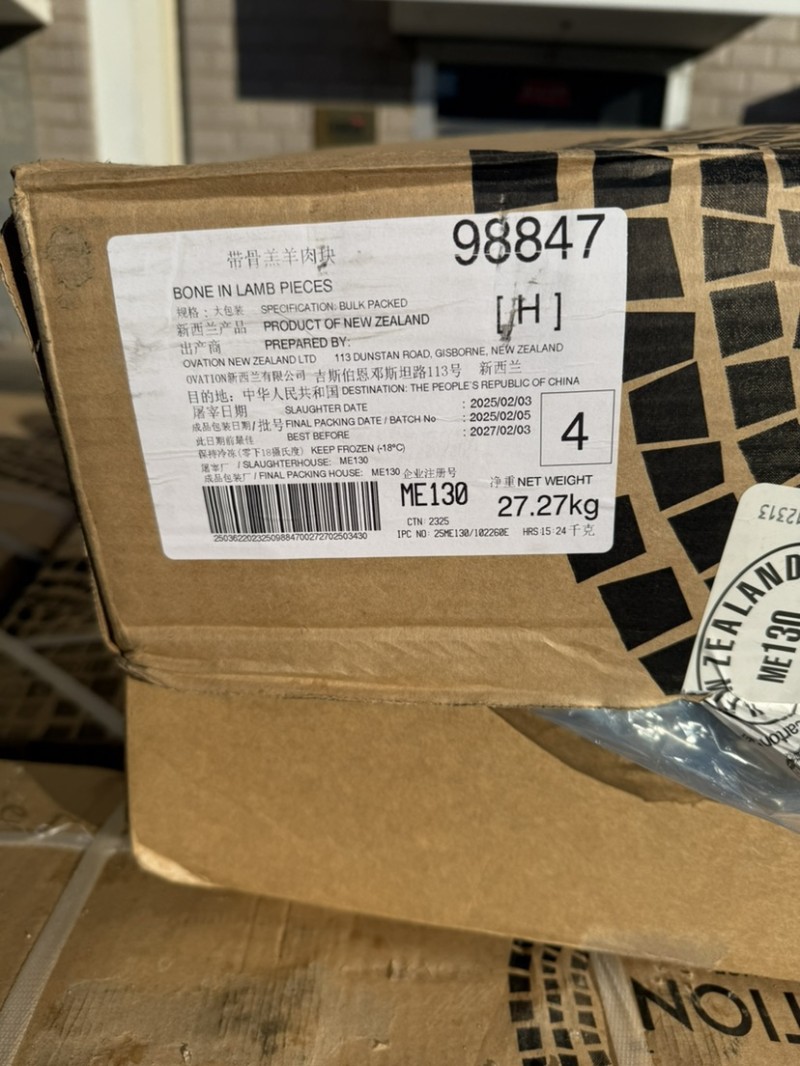 98847
带骨羔羊肉块
BONE IN LAMB PIECES
规格：大包装 SPECIFICATION: BULK PACKED
[H]
新西兰产品 PRODUCT OF NEW ZEALAND
出产商 PREPARED BY:
OVATION NEW ZEALAND LTD 113 DUNSTAN ROAD, GISBORNE, NEW ZEALAND
OVATION新西兰有限公司 吉斯伯恩邓斯坦路113号 新西兰
目的地：中华人民共和国 DESTINATION: THE PEOPLE'S REPUBLIC OF CHINA
屠宰日期 SLAUGHTER DATE : 2025/02/03
成品包装日期/批号 FINAL PACKING DATE / BATCH No : 2025/02/05
此日期前最佳 BEST BEFORE : 2027/02/03
4
保持冷冻(零下18摄氏度) KEEP FROZEN (-18°C)
屠宰厂 / SLAUGHTERHOUSE: ME130
成品包装厂 / FINAL PACKING HOUSE: ME130 企业注册号
净重 NET WEIGHT
ME130
27.27kg
CTN: 2325
IPC NO: 25ME130/102260E HRS 15 24 千克
2503622023250988470027270250343​0
12313
NEW ZEALAND
ME130
TION